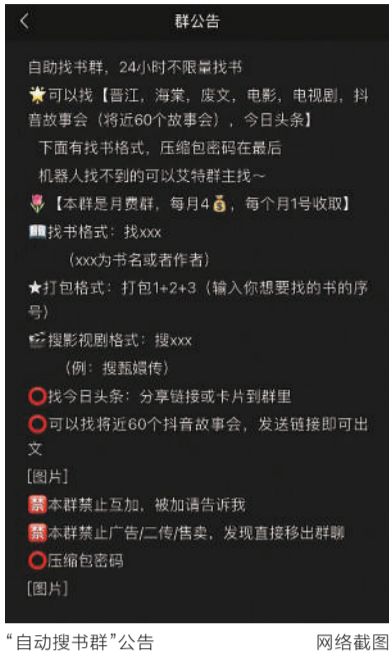 群公告
自助找书群，24小时不限量找书
🌟可以找【晋江，海棠，废文，电影，电视剧，抖
音故事会（将近60个故事会），今日头条】
下面有找书格式，压缩包密码在最后
机器人找不到的可以艾特群主找～
🌷【本群是月费群，每月4💰，每个月1号收取】
📖找书格式：找xxx
（xxx为书名或者作者）
★打包格式：打包1+2+3（输入你想要找的书的序
号）
🎬搜影视剧格式：搜xxx
（例：搜甄嬛传）
⭕找今日头条：分享链接或卡片到群里
⭕可以找将近60个抖音故事会，发送链接即可出
文
[图片]
🈲本群禁止互加，被加请告诉我
🈲本群禁止广告/二传/售卖，发现直接移出群聊
⭕压缩包密码
[图片]
“自动搜书群”公告 网络截图